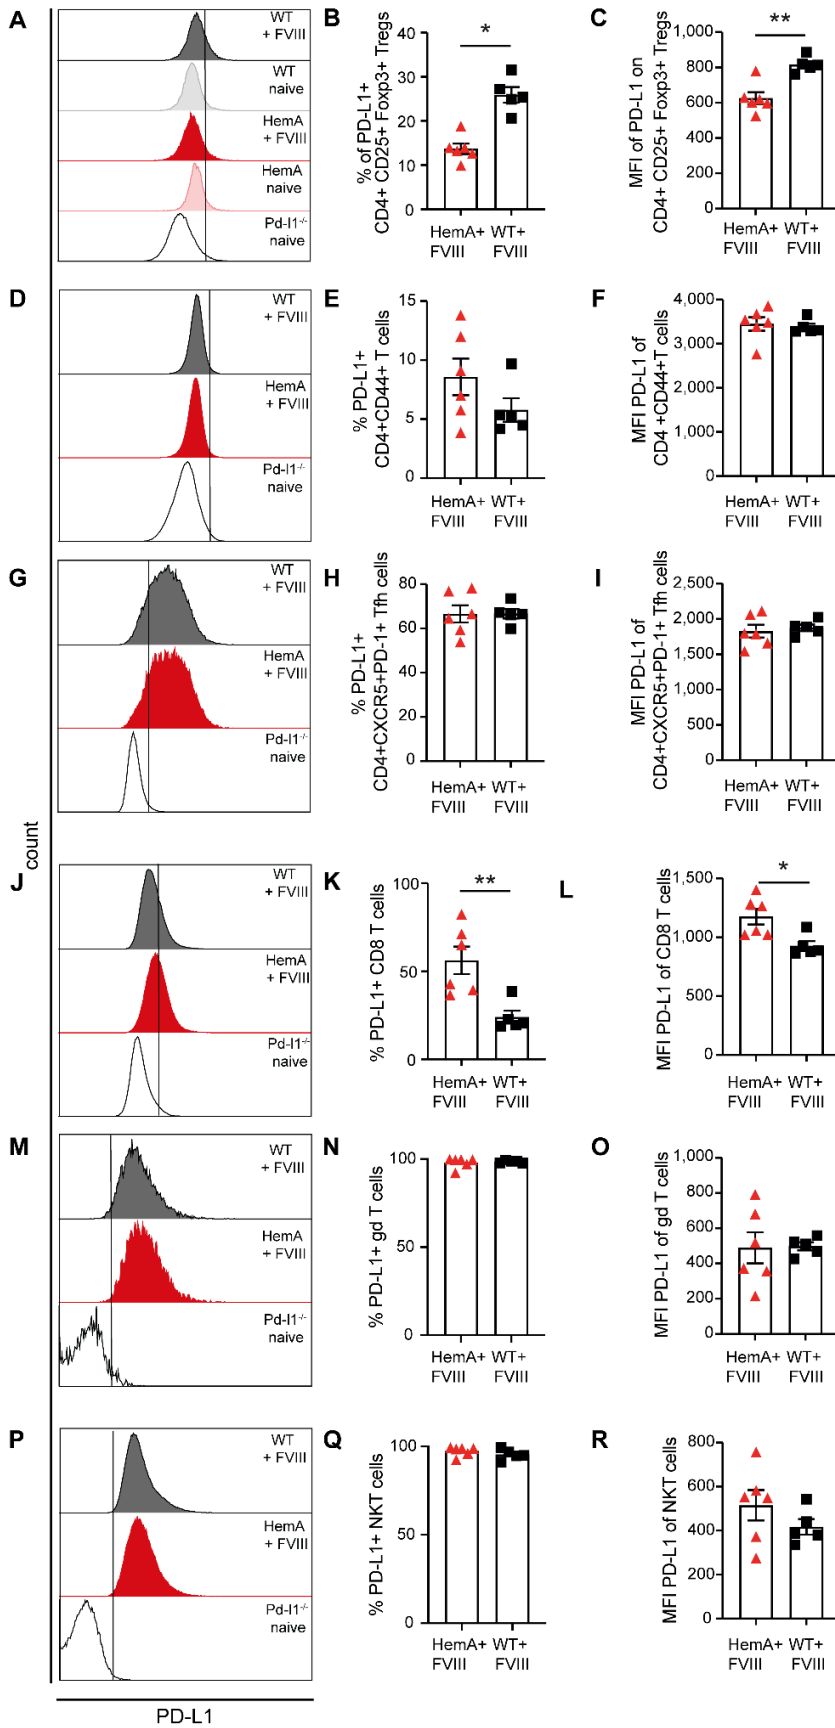 A
WT
+ FVIII
WT
naive
HemA
+ FVIII
HemA
naive
Pd-l1-/-
naive
B
% of PD-L1+
CD4+ CD25+ Foxp3+ Tregs
40
30
20
10
0
*
HemA+ WT+
FVIII FVIII
C
MFI of PD-L1 on
CD4+ CD25+ Foxp3+ Tregs
1,000
800
600
400
200
0
**
HemA+ WT+
FVIII FVIII
D
WT
+ FVIII
HemA
+ FVIII
Pd-l1-/-
naive
E
% PD-L1+
CD4+CD44+ T cells
15
10
5
0
HemA+ WT+
FVIII FVIII
F
MFI PD-L1 of
CD4 +CD44+T cells
4,000
3,000
2,000
1,000
0
HemA+ WT+
FVIII FVIII
G
WT
+ FVIII
HemA
+ FVIII
Pd-l1-/-
naive
H
% PD-L1+
CD4+CXCR5+PD-1+ Tfh cells
80
60
40
20
0
HemA+ WT+
FVIII FVIII
I
MFI PD-L1 of
CD4+CXCR5+PD-1+ Tfh cells
2,500
2,000
1,500
1,000
500
0
HemA+ WT+
FVIII FVIII
count
J
WT
+ FVIII
HemA
+ FVIII
Pd-l1-/-
naive
K
% PD-L1+ CD8 T cells
100
50
0
**
HemA+ WT+
FVIII FVIII
L
MFI PD-L1 of CD8 T cells
1,500
1,000
500
0
*
HemA+ WT+
FVIII FVIII
M
WT
+ FVIII
HemA
+ FVIII
Pd-l1-/-
naive
N
% PD-L1+ gd T cells
100
50
0
HemA+ WT+
FVIII FVIII
O
MFI PD-L1 of gd T cells
1,000
800
600
400
200
0
HemA+ WT+
FVIII FVIII
P
WT
+ FVIII
HemA
+ FVIII
Pd-l1-/-
naive
Q
% PD-L1+ NKT cells
100
50
0
HemA+ WT+
FVIII FVIII
R
MFI PD-L1 of NKT cells
800
600
400
200
0
HemA+ WT+
FVIII FVIII
PD-L1